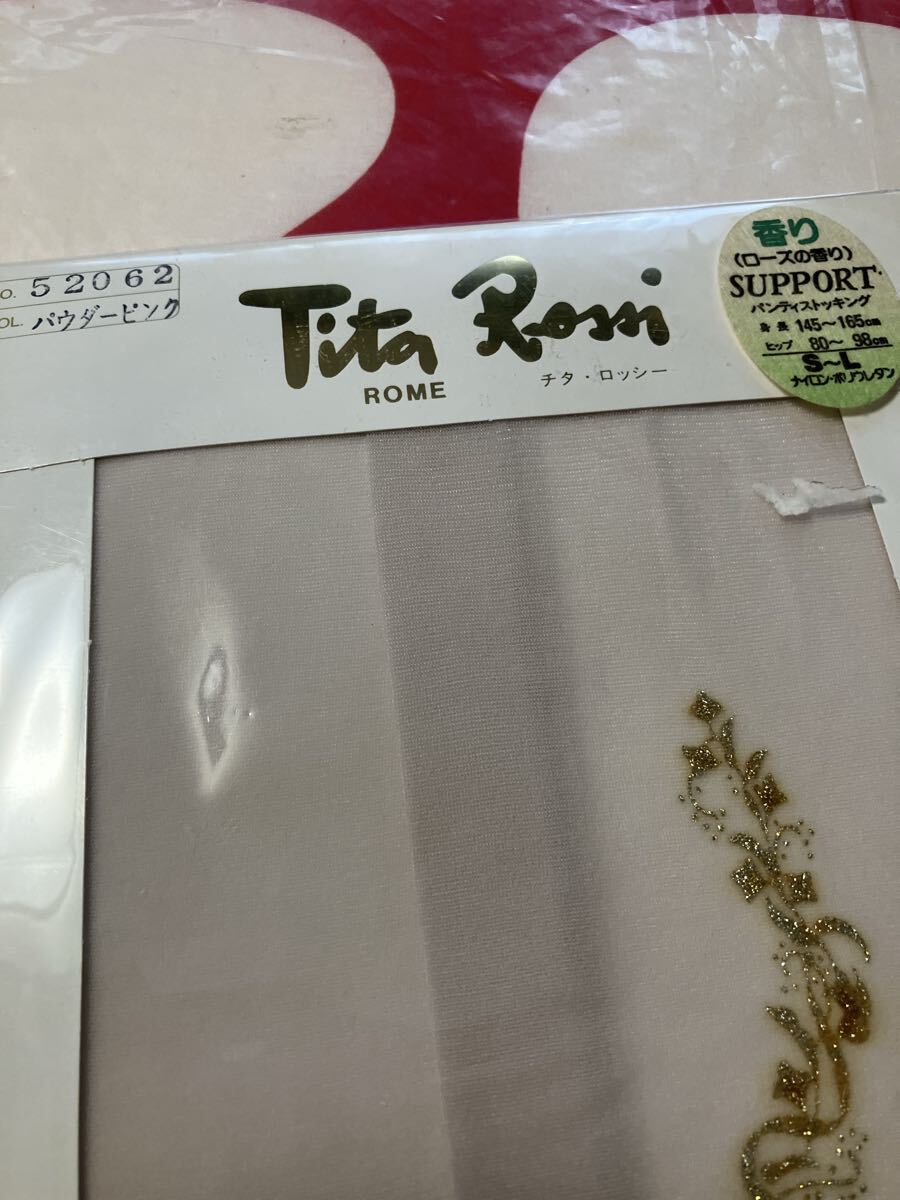 O. 52062
OL. パウダーピンク
Tita Rossi
ROME
チタ・ロッシー
香り
(ローズの香り)
SUPPORT
パンティストッキング
身長 145〜165cm
ヒップ 80〜 98cm
S〜L
ナイロン・ポリウレタン